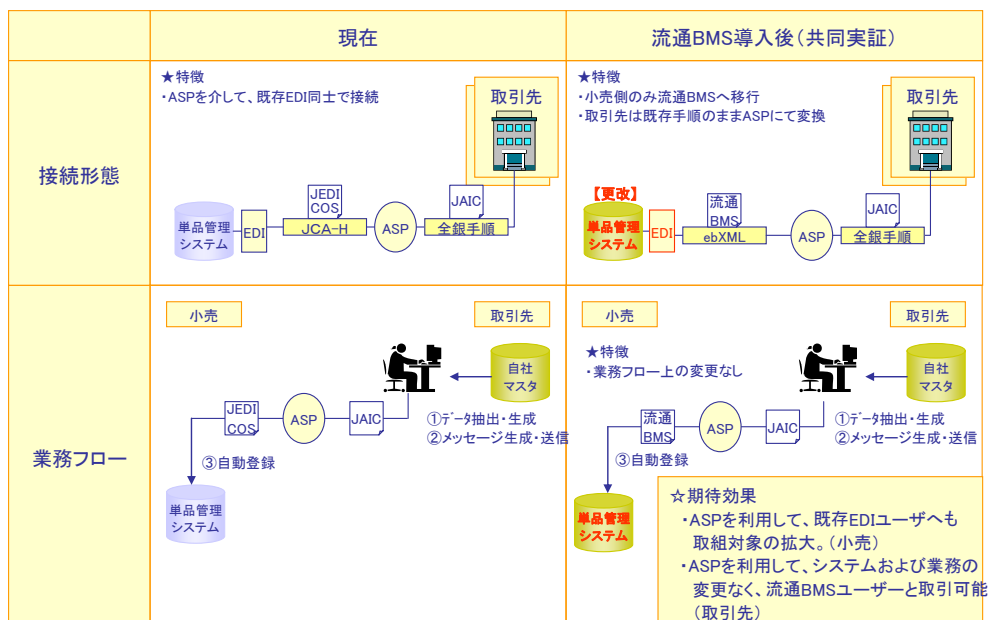 現在
流通BMS導入後（共同実証）
接続形態
★特徴
・ASPを介して、既存EDI同士で接続
取引先
JEDI
COS
JAIC
単品管理
システム
EDI
JCA-H
ASP
全銀手順
★特徴
・小売側のみ流通BMSへ移行
・取引先は既存手順のままASPにて変換
取引先
【更改】
流通
BMS
JAIC
単品管理
システム
EDI
ebXML
ASP
全銀手順
業務フロー
小売
取引先
自社
マスタ
①ﾃﾞｰﾀ抽出・生成
②メッセージ生成・送信
JEDI
COS
ASP
JAIC
③自動登録
単品管理
システム
小売
取引先
★特徴
・業務フロー上の変更なし
自社
マスタ
①ﾃﾞｰﾀ抽出・生成
②メッセージ生成・送信
流通
BMS
ASP
JAIC
③自動登録
単品管理
システム
☆期待効果
・ASPを利用して、既存EDIユーザへも
取組対象の拡大。（小売）
・ASPを利用して、システムおよび業務の
変更なく、流通BMSユーザーと取引可能
（取引先）